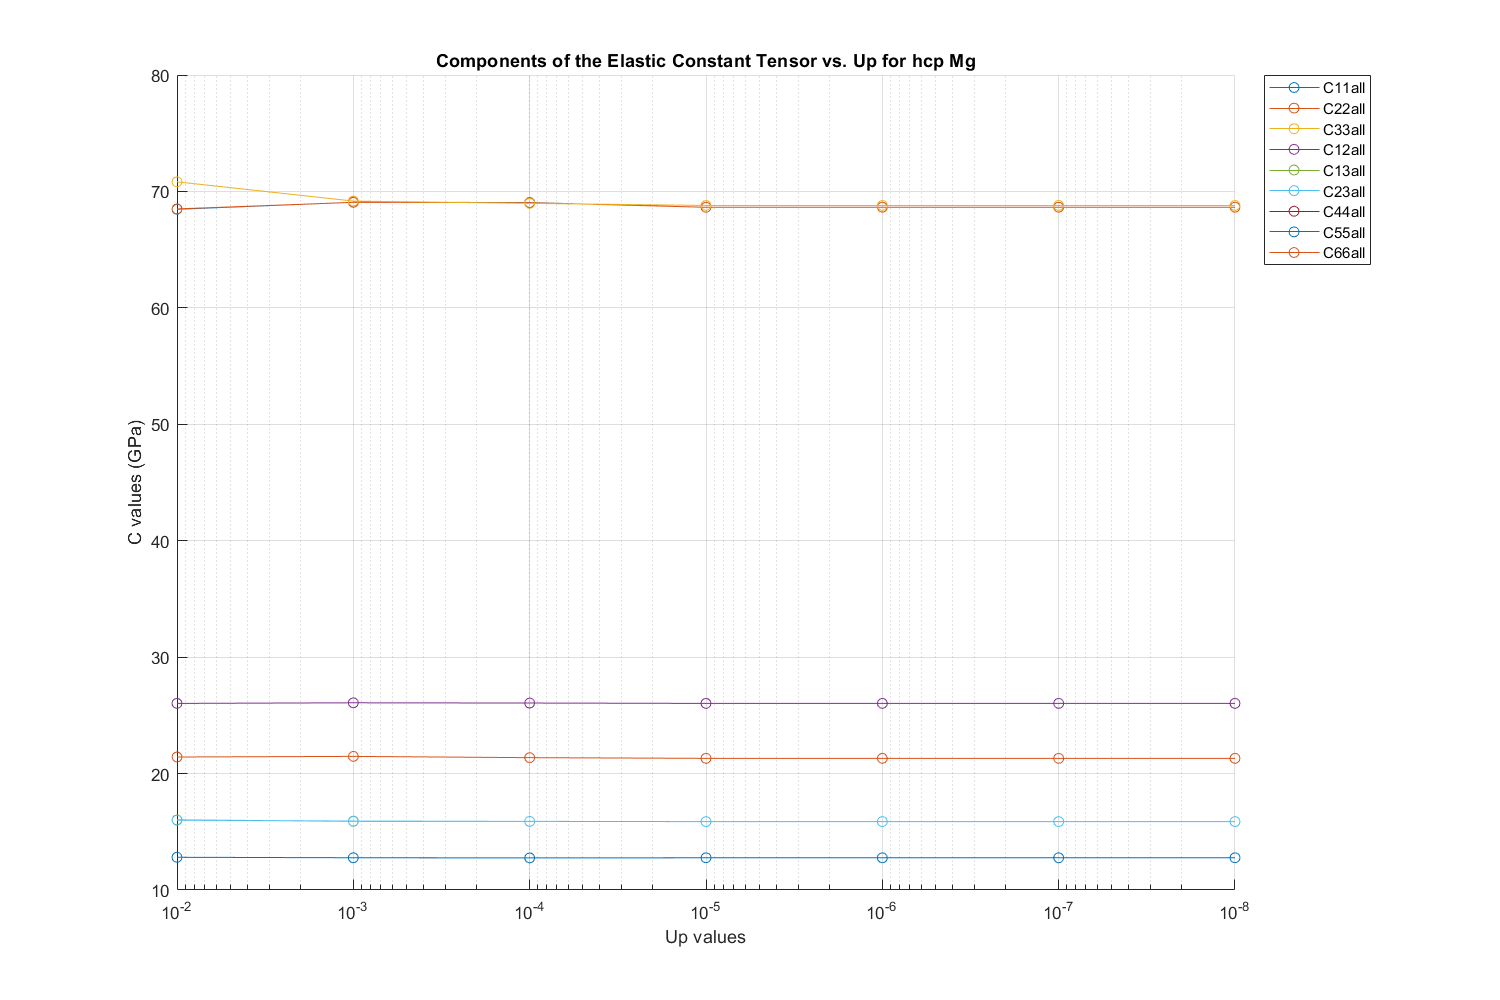 Components of the Elastic Constant Tensor vs. Up for hcp Mg
80
70
60
50
40
30
20
10
C values (GPa)
10-2
10-3
10-4
10-5
10-6
10-7
10-8
Up values
C11all
C22all
C33all
C12all
C13all
C23all
C44all
C55all
C66all